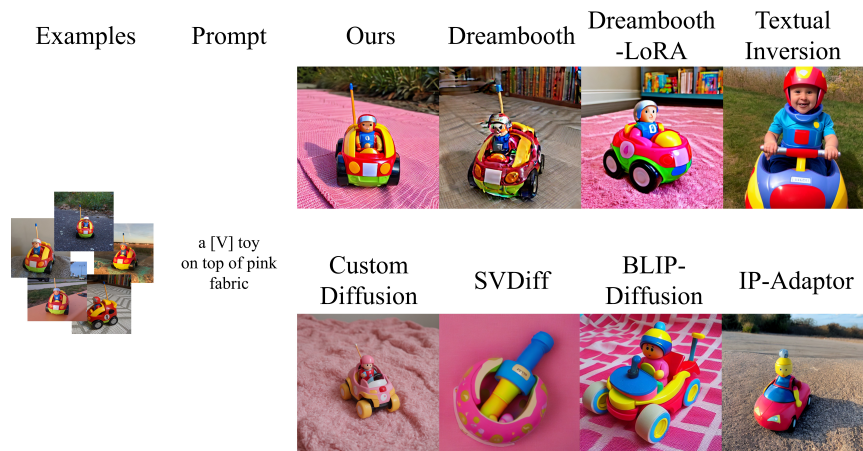 Examples
Prompt
Ours
Dreambooth
Dreambooth
-LoRA
Textual
Inversion
a [V] toy
on top of pink
fabric
Custom
Diffusion
SVDiff
BLIP-
Diffusion
IP-Adaptor